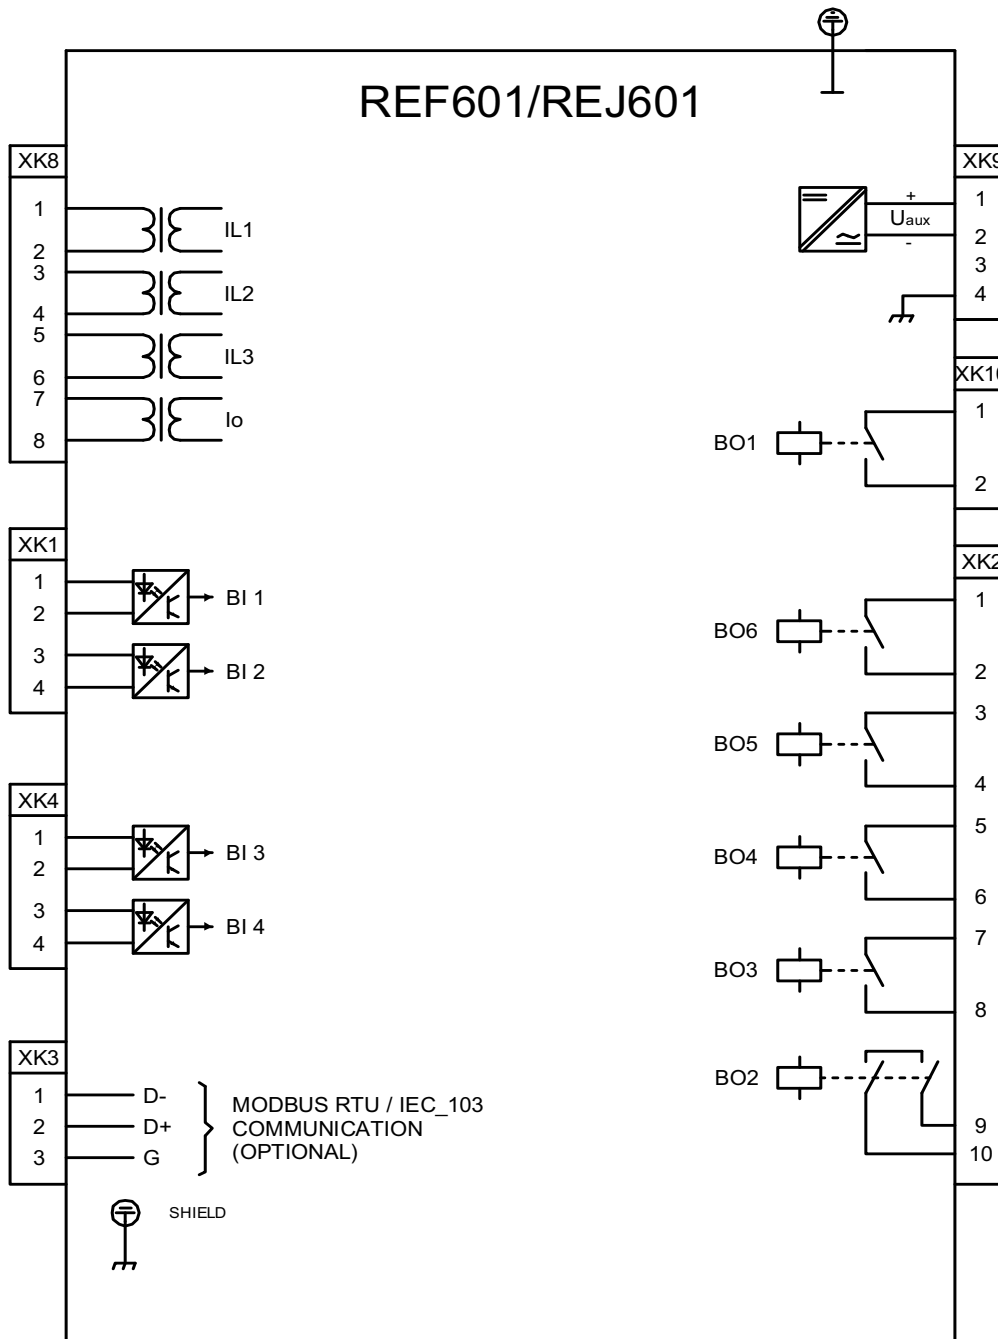 REF601/REJ601
XK8
1
2
3
4
5
6
7
8
IL1
IL2
IL3
Io
XK1
1
2
3
4
BI 1
BI 2
XK4
1
2
3
4
BI 3
BI 4
XK3
1
2
3
D-
D+
G
MODBUS RTU / IEC_103
COMMUNICATION
(OPTIONAL)
SHIELD
XK9
1
2
3
4
+
Uaux
-
XK10
1
2
BO1
XK2
1
2
3
4
5
6
7
8
9
10
BO6
BO5
BO4
BO3
BO2